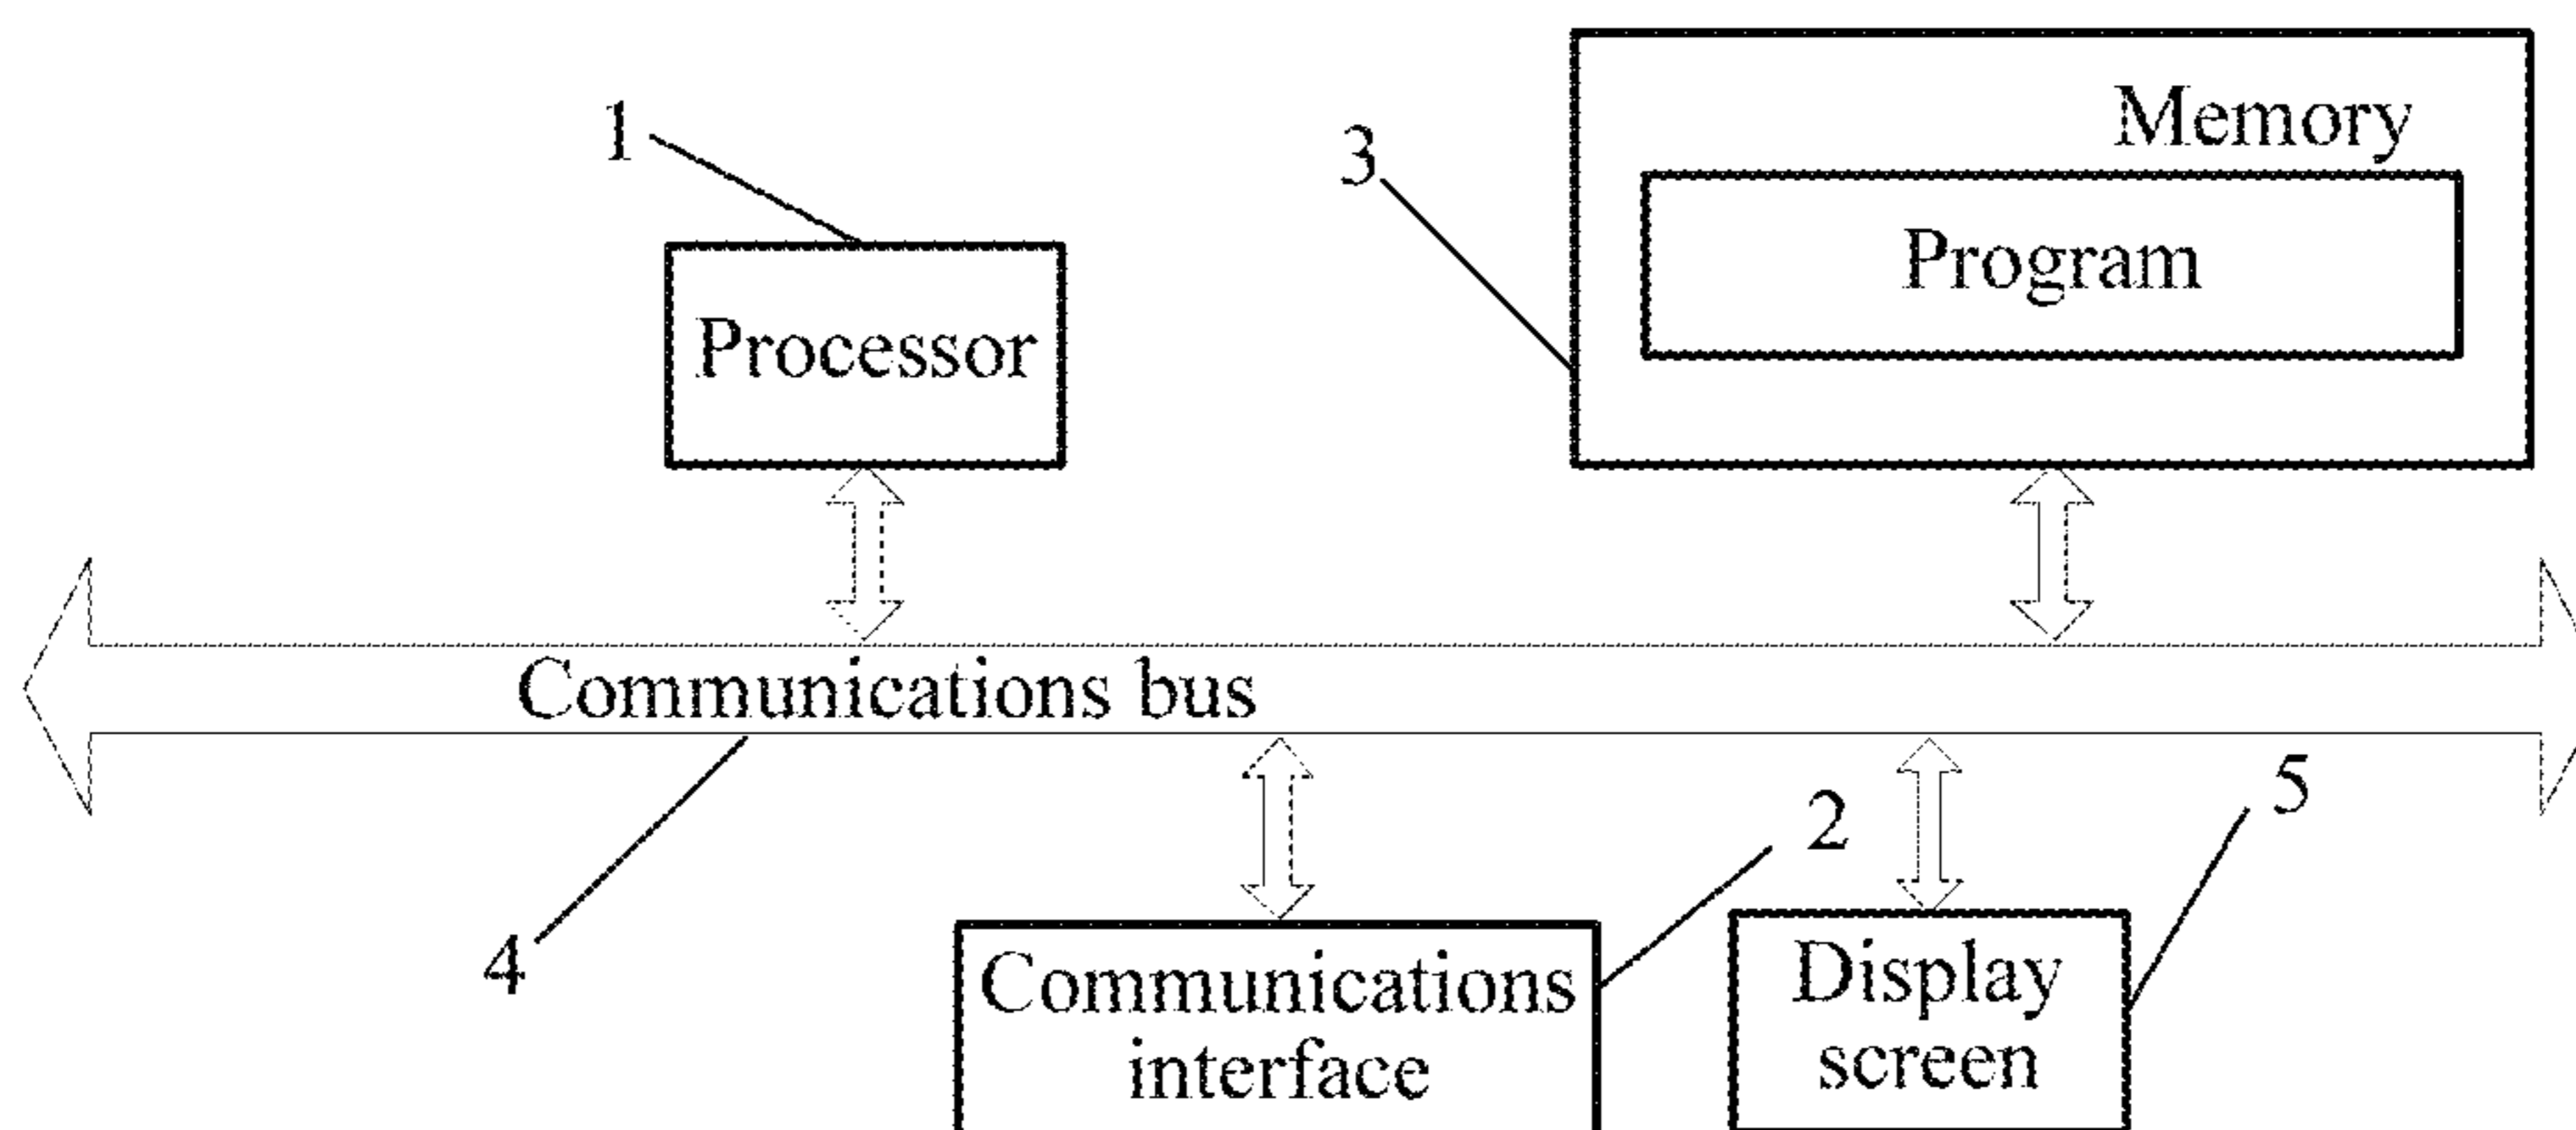 1
3
Memory
Program
Processor
Communications bus
4
2
5
Communications
interface
Display
screen